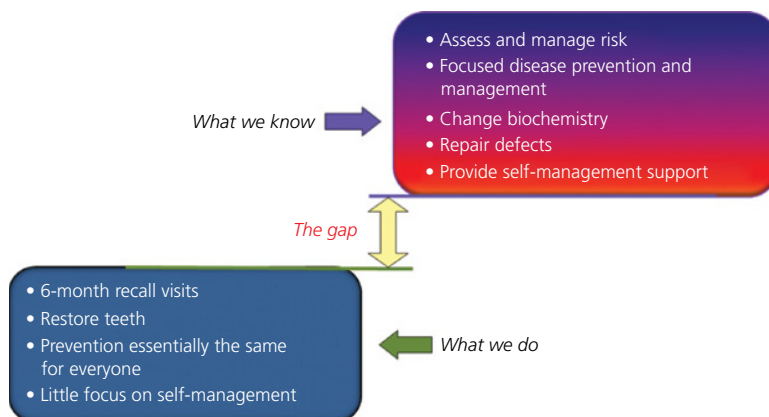 • Assess and manage risk
• Focused disease prevention and
management
• Change biochemistry
• Repair defects
• Provide self-management support
What we know
The gap
• 6-month recall visits
• Restore teeth
• Prevention essentially the same
for everyone
• Little focus on self-management
What we do